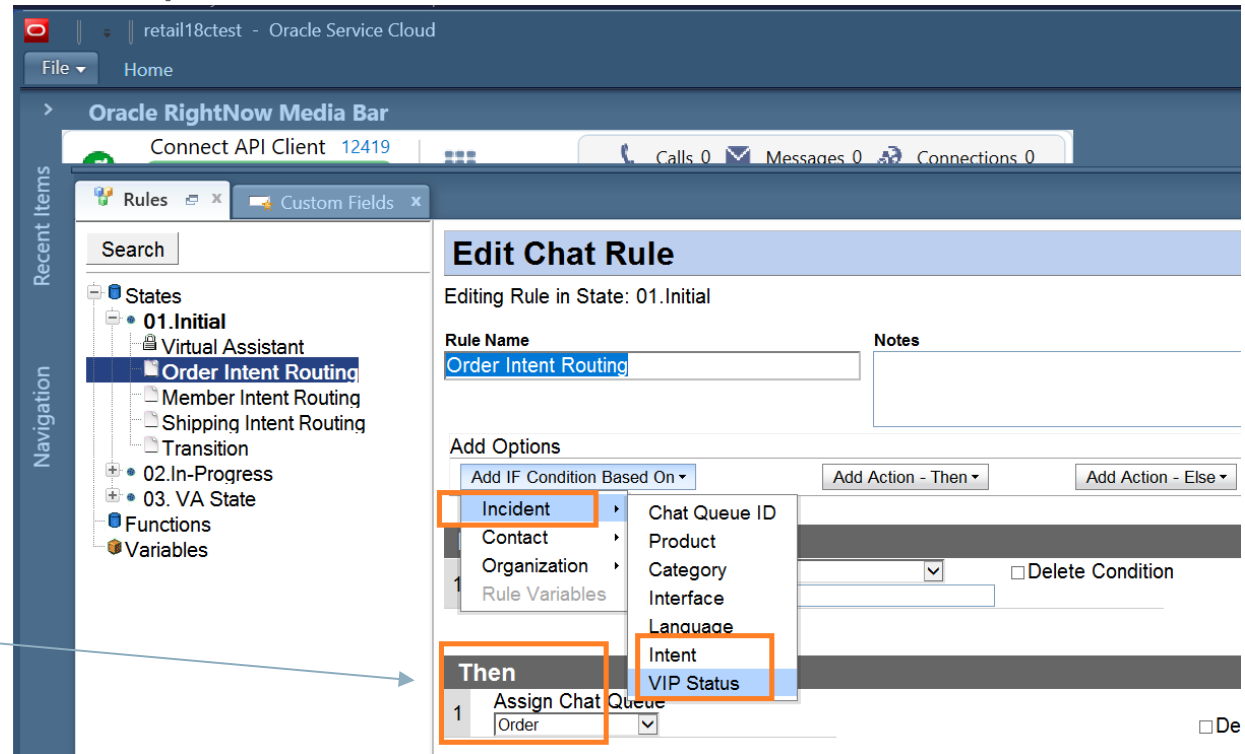 retail18ctest - Oracle Service Cloud
File Home
Oracle RightNow Media Bar
Connect API Client 12419
Calls 0 Messages 0 Connections 0
Recent Items
Navigation
Rules x Custom Fields x
Search
States
01.Initial
Virtual Assistant
Order Intent Routing
Member Intent Routing
Shipping Intent Routing
Transition
02.In-Progress
03. VA State
Functions
Variables
Edit Chat Rule
Editing Rule in State: 01.Initial
Rule Name Notes
Order Intent Routing
Add Options
Add IF Condition Based On Add Action - Then Add Action - Else
Incident
Contact
Organization
Rule Variables
Chat Queue ID
Product
Category
Interface
Language
Intent
VIP Status
1
Delete Condition
Then
1 Assign Chat Queue
Order
De